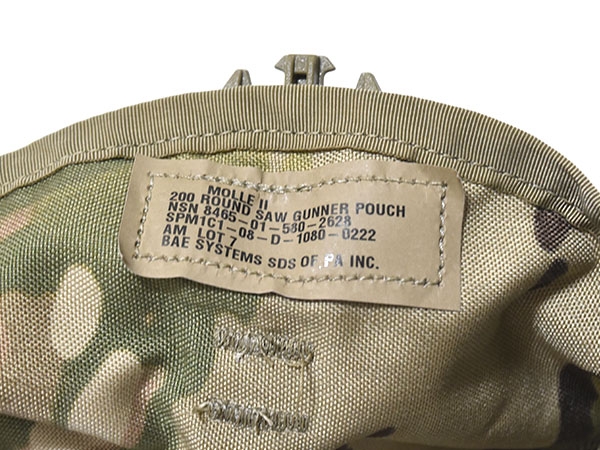 MOLLE II
200 ROUND SAW GUNNER POUCH
NSN 8465-01-580-2628
SPM1C1-08-D-1080-0222
AM LOT 7
BAE SYSTEMS SDS OF PA INC.